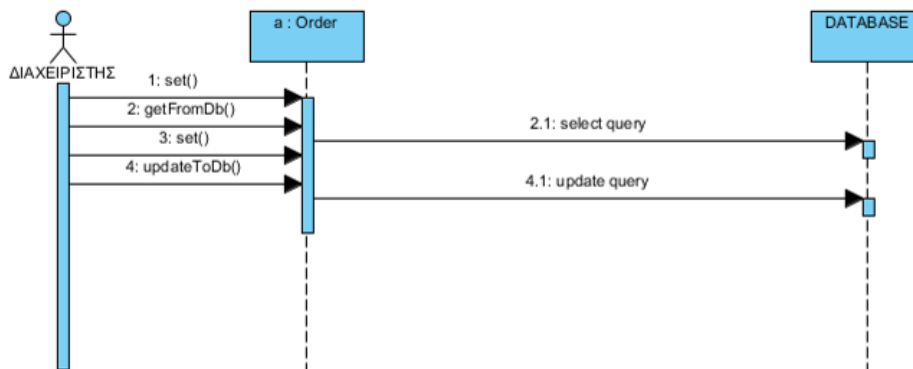 a : Order
DATABASE
ΔΙΑΧΕΙΡΙΣΤΗΣ
1: set()
2: getFromDb()
2.1: select query
3: set()
4: updateToDb()
4.1: update query